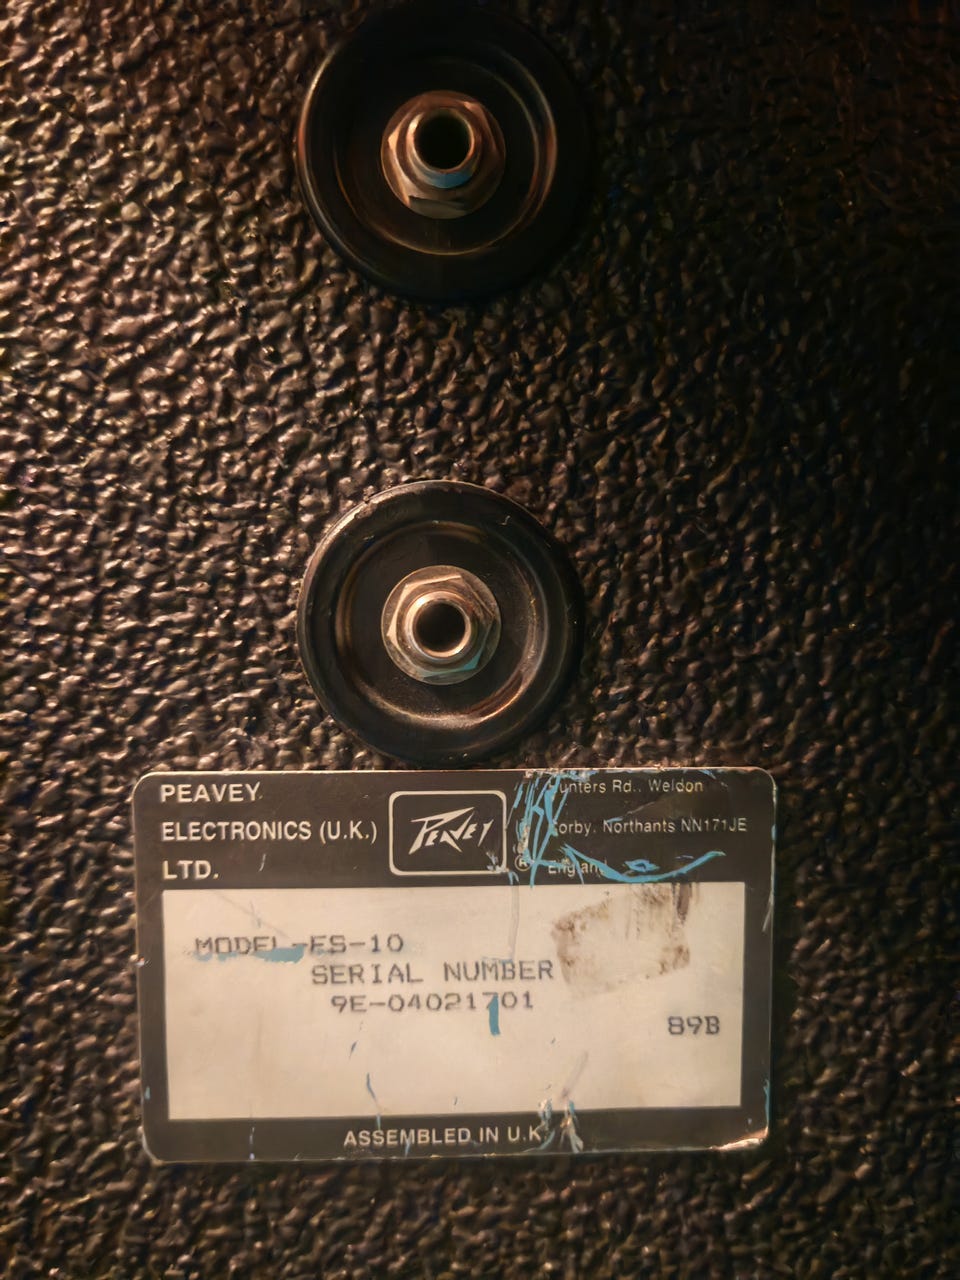 PEAVEY
ELECTRONICS (U.K.)
LTD.
PEAVEY
®
unters Rd., Weldon
orby, Northants NN171JE
England
MODEL-ES-10
SERIAL NUMBER
9E-04021701
89B
ASSEMBLED IN U.K.